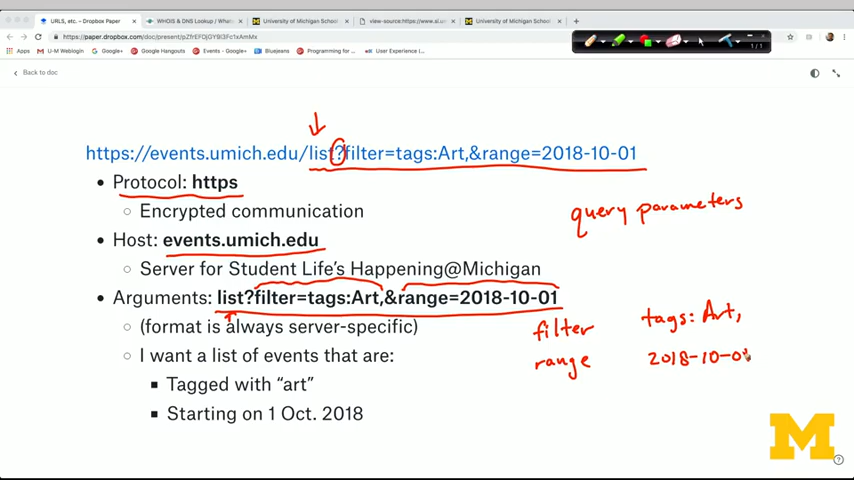 URLS, etc. – Dropbox Paper
WHOIS & DNS Lookup / What
University of Michigan School
view-source:https://www.si.um
University of Michigan School
https://paper.dropbox.com/doc/present/
Apps
U-M Weblogin
Google+
Google Hangouts
Events - Google+
Bluejeans
Programming for
User Experience (
1/1
Back to doc
https://events.umich.edu/list?filter=tags:Art,&range=2018-10-01
• Protocol: https
Encrypted communication
query parameters
• Host: events.umich.edu
Server for Student Life's Happening@Michigan
• Arguments: list?filter=tags:Art,&range=2018-10-01
(format is always server-specific)
filter tags: Art,
I want a list of events that are:
range 2018-10-01
Tagged with “art”
Starting on 1 Oct. 2018
M
?